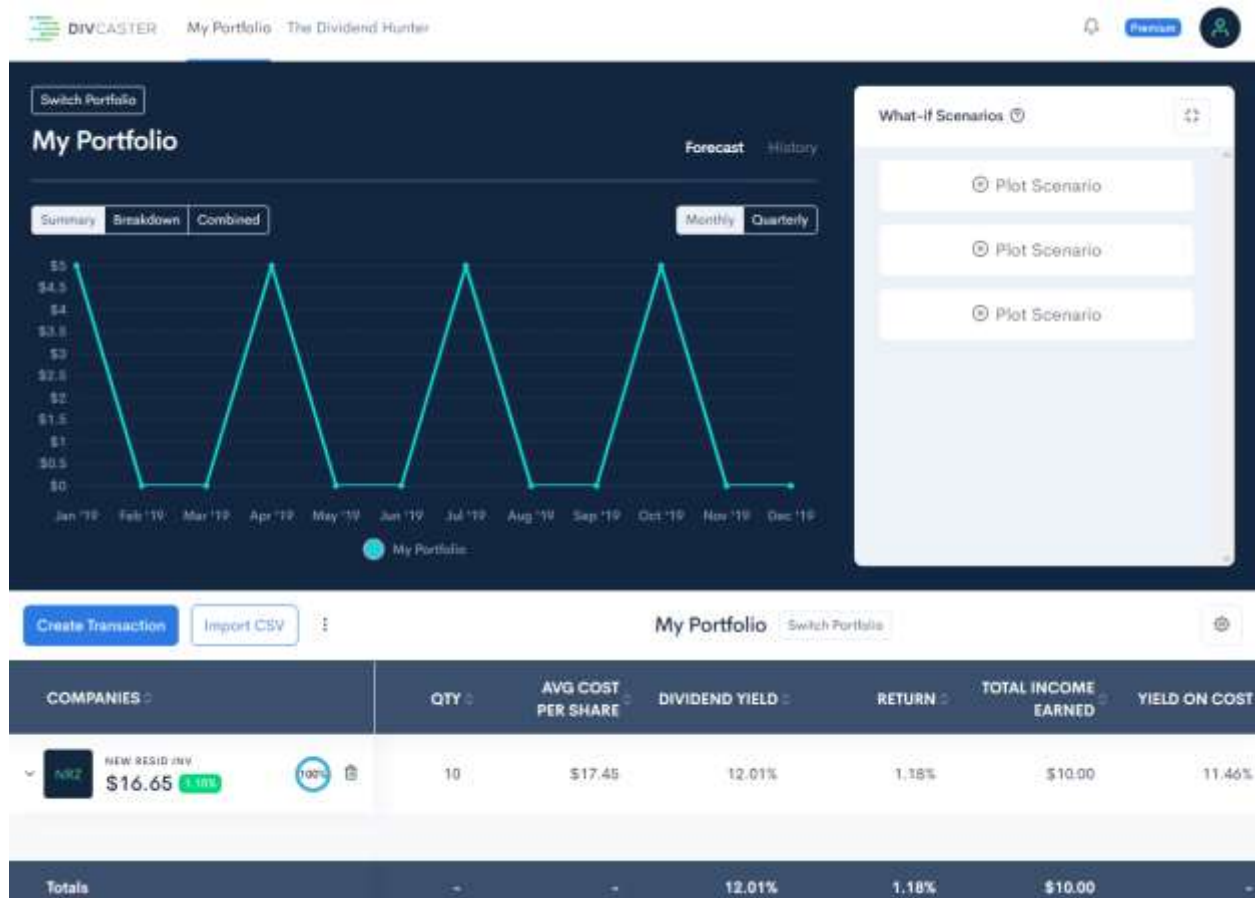 DIVCASTER My Portfolio The Dividend Hunter Premium
Switch Portfolio
My Portfolio
Forecast History
Summary Breakdown Combined Monthly Quarterly
$5
$4.5
$4
$3.5
$3
$2.5
$2
$1.5
$1
$0.5
$0
Jan '19 Feb '19 Mar '19 Apr '19 May '19 Jun '19 Jul '19 Aug '19 Sep '19 Oct '19 Nov '19 Dec '19
My Portfolio
What-if Scenarios
Plot Scenario
Plot Scenario
Plot Scenario
Create Transaction Import CSV My Portfolio Switch Portfolio
COMPANIES QTY AVG COST PER SHARE DIVIDEND YIELD RETURN TOTAL INCOME EARNED YIELD ON COST
NRZ NEW RESID INV
$16.65 1.18% 100% 10 $17.45 12.01% 1.18% $10.00 11.46%
Totals - - 12.01% 1.18% $10.00 -